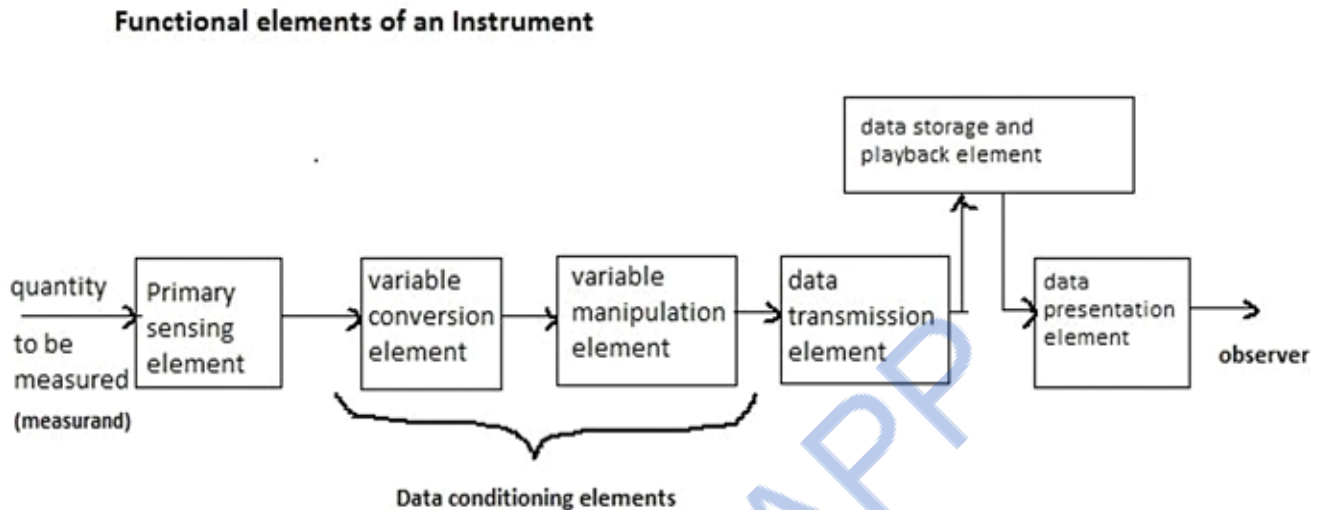 Functional elements of an Instrument
data storage and
playback element
quantity
to be
measured
(measurand)
Primary
sensing
element
variable
conversion
element
variable
manipulation
element
data
transmission
element
data
presentation
element
observer
Data conditioning elements
APP